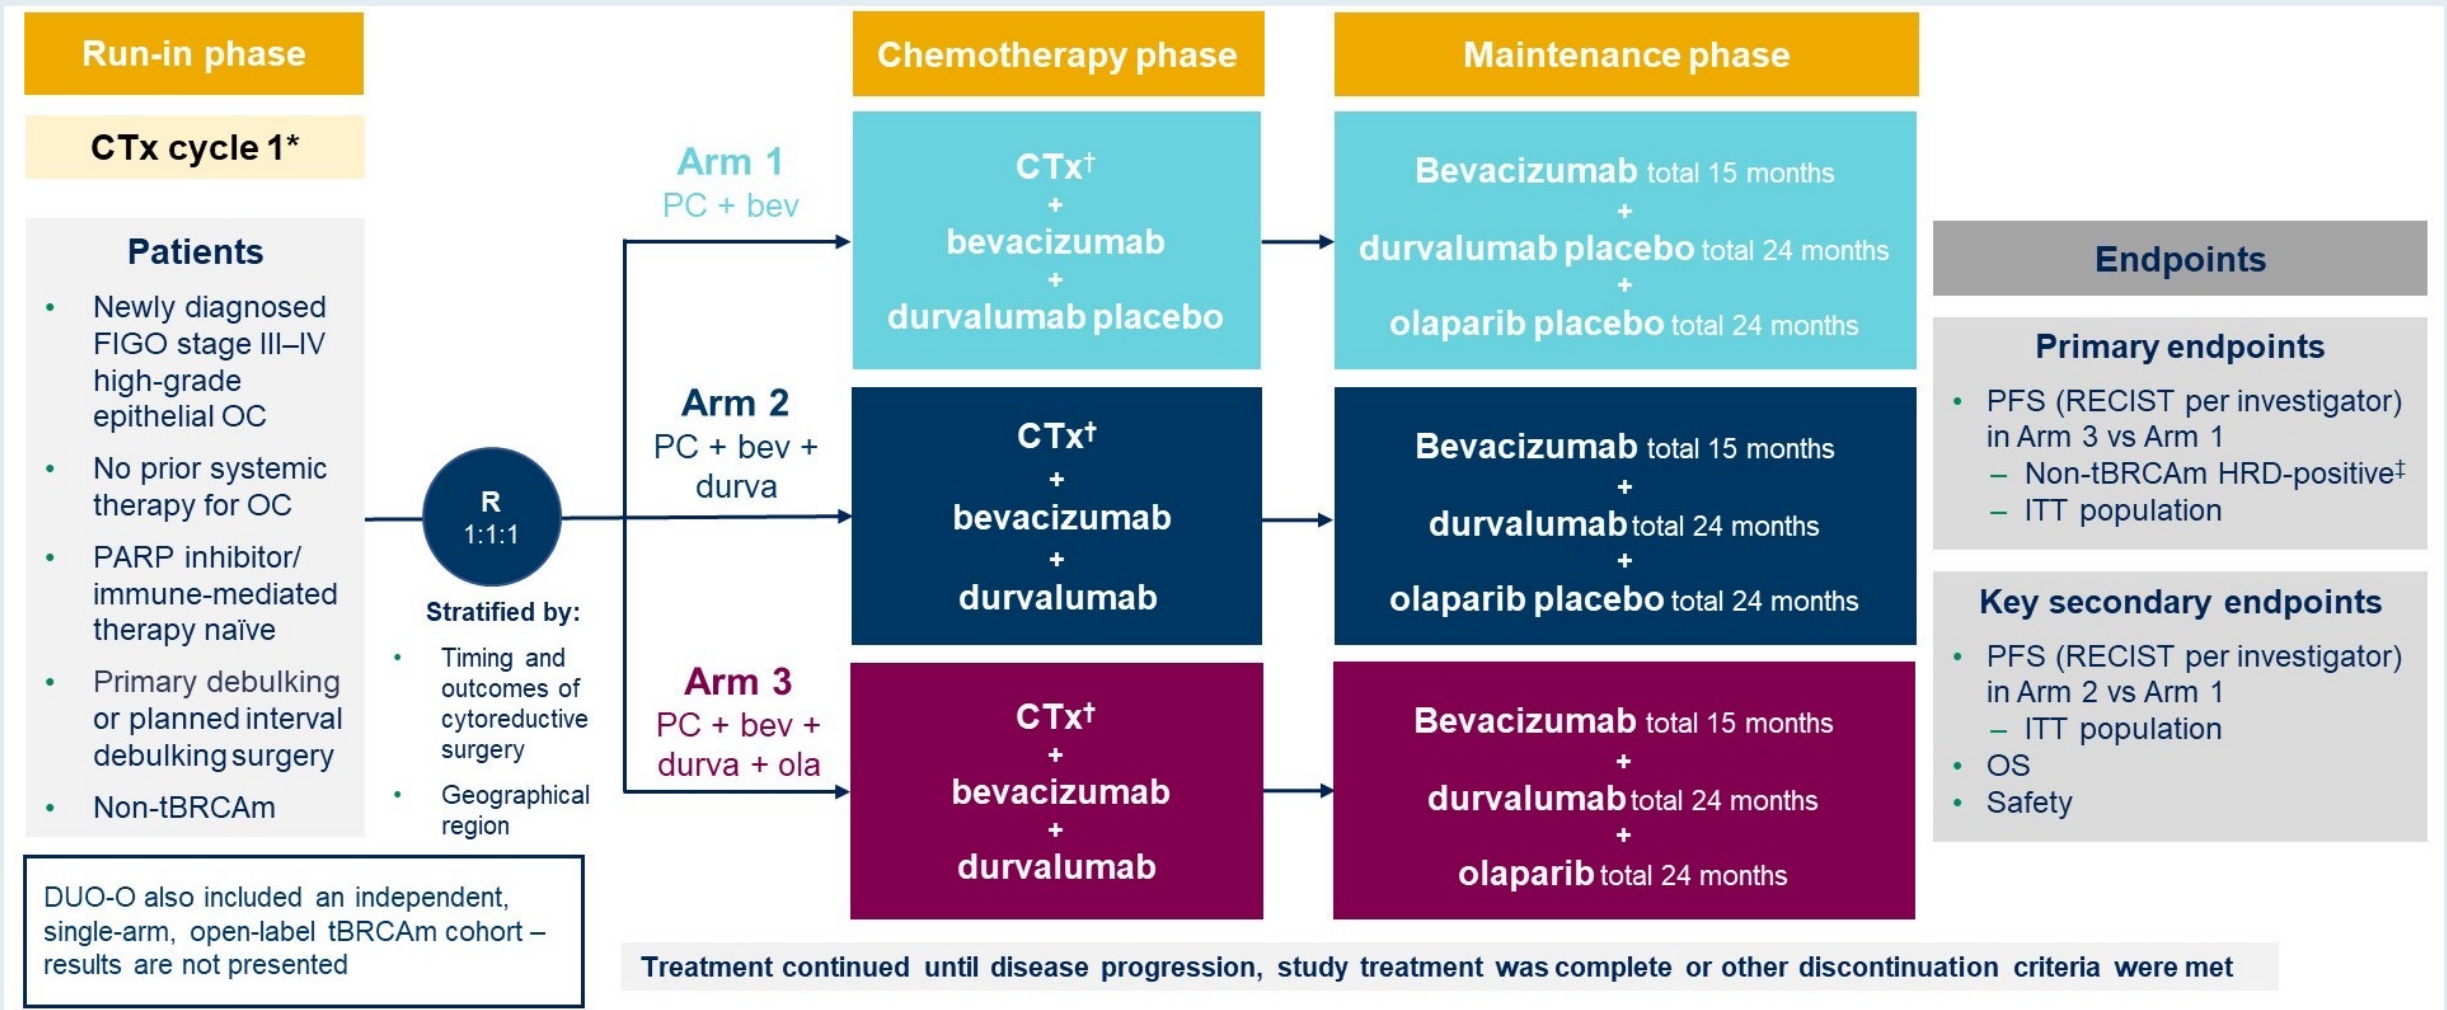 Run-in phase
CTx cycle 1*
Patients
• Newly diagnosed
FIGO stage III–IV
high-grade
epithelial OC
• No prior systemic
therapy for OC
• PARP inhibitor/
immune-mediated
therapy naïve
• Primary debulking
or planned interval
debulking surgery
• Non-tBRCAm
DUO-O also included an independent,
single-arm, open-label tBRCAm cohort –
results are not presented
R
1:1:1
Stratified by:
• Timing and
outcomes of
cytoreductive
surgery
• Geographical
region
Arm 1
PC + bev
Arm 2
PC + bev +
durva
Arm 3
PC + bev +
durva + ola
Chemotherapy phase
CTx†
+
bevacizumab
+
durvalumab placebo
CTx†
+
bevacizumab
+
durvalumab
CTx†
+
bevacizumab
+
durvalumab
Maintenance phase
Bevacizumab total 15 months
+
durvalumab placebo total 24 months
+
olaparib placebo total 24 months
Bevacizumab total 15 months
+
durvalumab total 24 months
+
olaparib placebo total 24 months
Bevacizumab total 15 months
+
durvalumab total 24 months
+
olaparib total 24 months
Treatment continued until disease progression, study treatment was complete or other discontinuation criteria were met
Endpoints
Primary endpoints
• PFS (RECIST per investigator)
in Arm 3 vs Arm 1
– Non-tBRCAm HRD-positive‡
– ITT population
Key secondary endpoints
• PFS (RECIST per investigator)
in Arm 2 vs Arm 1
– ITT population
• OS
• Safety